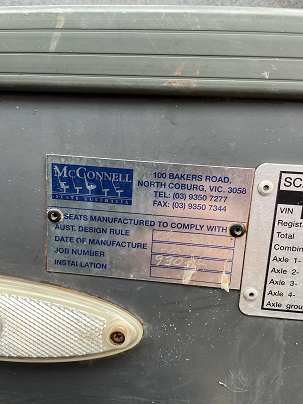 McCONNELL
SEATS AUSTRALIA
100 BAKERS ROAD,
NORTH COBURG, VIC. 3058
TEL: (03) 9350 7277
FAX: (03) 9350 7344
SEATS MANUFACTURED TO COMPLY WITH
AUST. DESIGN RULE
DATE OF MANUFACTURE
JOB NUMBER
INSTALLATION
VIN
Regist
Total
Combin
Axle 1-
Axle 2-
Axle 3-
Axle 4-
Axle grou